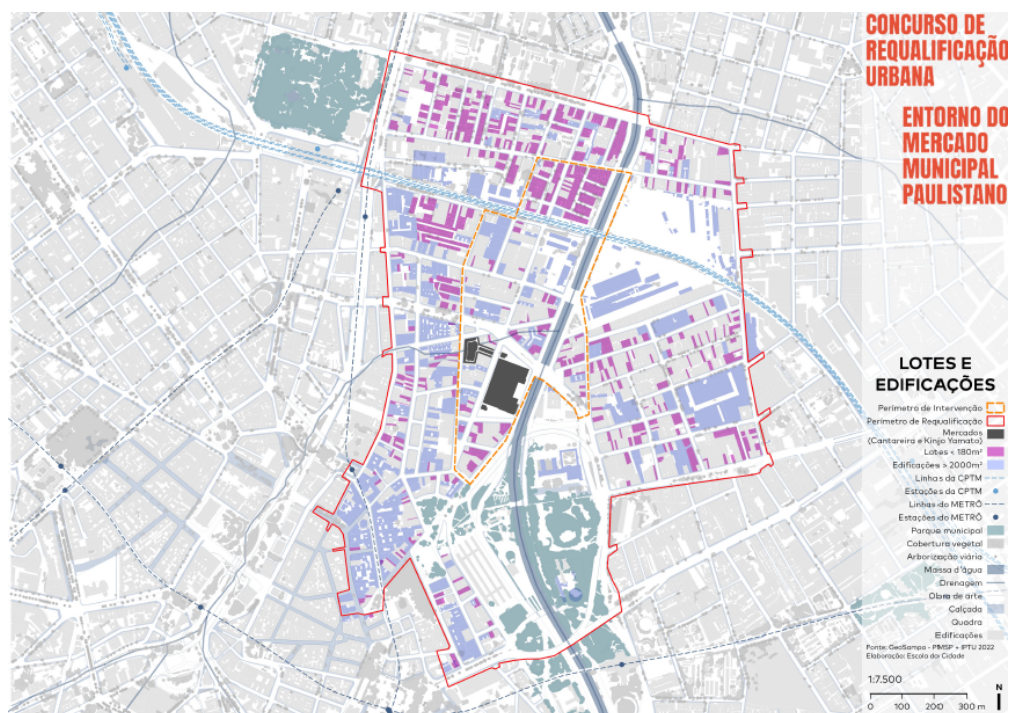 CONCURSO DE
REQUALIFICAÇÃO
URBANA
ENTORNO DO
MERCADO
MUNICIPAL
PAULISTANO
LOTES E
EDIFICAÇÕES
Perímetro de Intervenção
Perímetro de Requalificação
Mercados
(Cantareira e Kinjo Yamato)
Lotes < 180m²
Edificações > 2000m²
Linhas da CPTM
Estações da CPTM
Linhas do METRÔ
Estações do METRÔ
Parque municipal
Cobertura vegetal
Arborização viária
Massa d'água
Drenagem
Obra de arte
Calçada
Quadra
Edificações
Fonte: GeoSampa - PMSP + IPTU 2022
Elaboração: Escola da Cidade
1:7.500
0 100 200 300 m
N